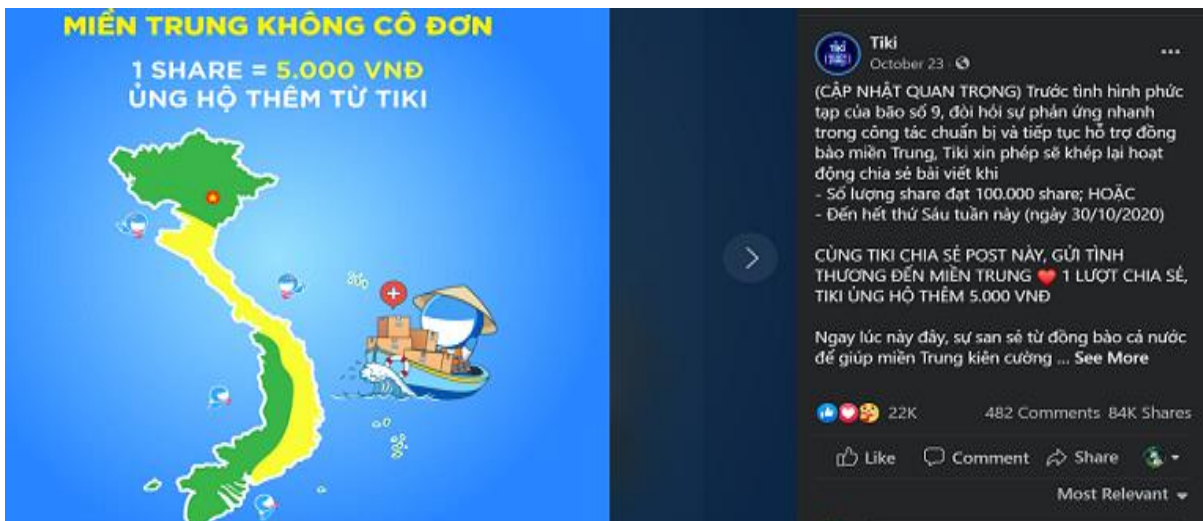 MIỀN TRUNG KHÔNG CÔ ĐƠN
1 SHARE = 5.000 VNĐ
ỦNG HỘ THÊM TỪ TIKI
Tiki
October 23
(CẬP NHẬT QUAN TRỌNG) Trước tình hình phức
tạp của bão số 9, đòi hỏi sự phản ứng nhanh
trong công tác chuẩn bị và tiếp tục hỗ trợ đồng
bào miền Trung, Tiki xin phép sẽ khép lại hoạt
động chia sẻ bài viết khi
- Số lượng share đạt 100.000 share; HOẶC
- Đến hết thứ Sáu tuần này (ngày 30/10/2020)
CÙNG TIKI CHIA SẺ POST NÀY, GỬI TÌNH
THƯƠNG ĐẾN MIỀN TRUNG ❤️ 1 LƯỢT CHIA SẺ,
TIKI ỦNG HỘ THÊM 5.000 VNĐ
Ngay lúc này đây, sự san sẻ từ đồng bào cả nước
để giúp miền Trung kiên cường ... See More
22K 482 Comments 84K Shares
Like Comment Share
Most Relevant